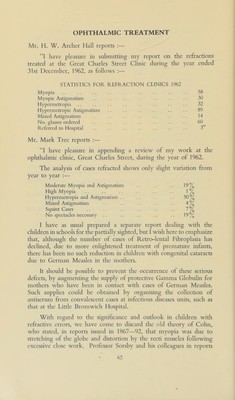 OPHTHALMIC TREATMENT
Mr. H. W. Archer Hall reports :—
"I have pleasure in submitting my report on the refractions
treated at the Great Charles Street Clinic during the year ended
31st December, 1962, as follows :—
STATISTICS FOR REFRACTION CLINICS 1962
Myopia .. .. .. .. .. .. .. 58
Myopic Astigmatism .. .. .. .. .. 30
Hypermetropia .. .. .. .. .. .. 32
Hypermetropic Astigmatism .. .. .. .. 89
Mixed Astigmatism .. .. .. .. .. 14
No. glasses ordered .. .. .. .. .. 60
Referred to Hospital .. .. .. .. .. 3"
Mr. Mark Tree reports :—
"I have pleasure in appending a review of my work at the
ophthalmic clinic, Great Charles Street, during the year of 1962.
The analysis of cases refracted shows only slight variation from
year to year :—
Moderate Myopia and Astigmatism .. .. 19%
High Myopia .. .. .. .. 5%
Hypermetropia and Astigmatism .. .. .. 30%
Mixed Astigmatism .. .. .. ..
Squint Cases .. .. .. ..
No spectacles necessary .. .. .. .. 19%
I have as usual prepared a separate report dealing with the
children in schools for the partially sighted, but I wish here to emphasize
that, although the number of cases of Retro-lental Fibroplasia has
declined, due to more enlightened treatment of premature infants,
there has been no such reduction in children with congenital cataracts
due to German Measles in the mothers.
It should be possible to prevent the occurrence of these serious
defects, by augmenting the supply of protective Gamma Globulin for
mothers who have been in contact with cases of German Measles.
Such supplies could be obtained by organising the collection of
antiserum from convalescent cases at infectious diseases units, such as
that at the Little Bromwich Hospital.
With regard to the significance and outlook in children with
refractive errors, we have come to discard the old theory of Cohn,
who stated, in reports issued in 1867—92, that myopia was due to
stretching of the globe and distortion by the recti muscles following
excessive close work. Professor Sorsby and his colleagues in reports
65